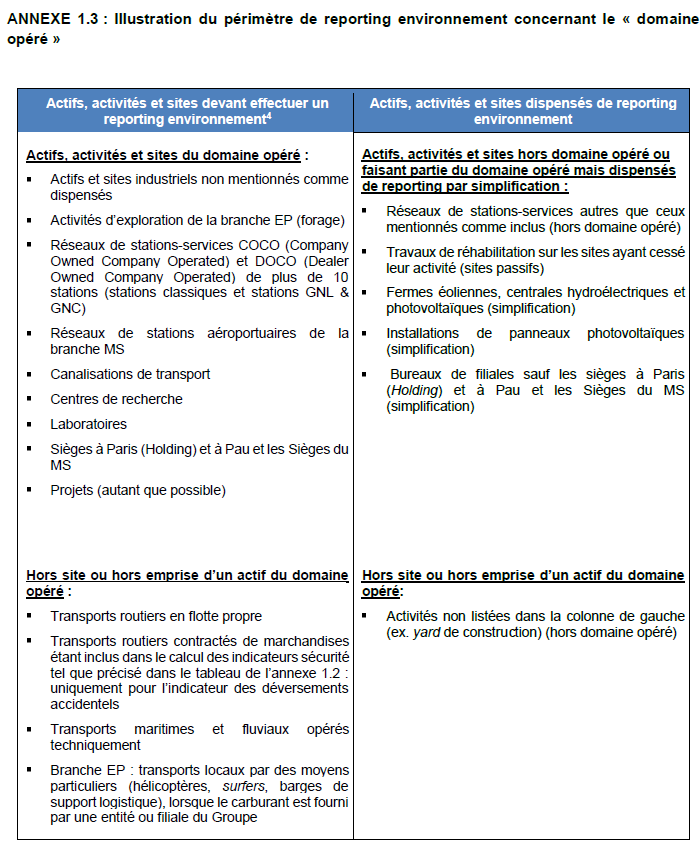 ANNEXE 1.3 : Illustration du périmètre de reporting environnement concernant le « domaine
opéré »
Actifs, activités et sites devant effectuer un
reporting environnement4
Actifs, activités et sites du domaine opéré :
▪ Actifs et sites industriels non mentionnés comme
dispensés
▪ Activités d'exploration de la branche EP (forage)
▪ Réseaux de stations-services COCO (Company
Owned Company Operated) et DOCO (Dealer
Owned Company Operated) de plus de 10
stations (stations classiques et stations GNL &
GNC)
▪ Réseaux de stations aéroportuaires de la
branche MS
▪ Canalisations de transport
▪ Centres de recherche
▪ Laboratoires
▪ Sièges à Paris (Holding) et à Pau et les Sièges du
MS
▪ Projets (autant que possible)
Hors site ou hors emprise d'un actif du domaine
opéré :
▪ Transports routiers en flotte propre
▪ Transports routiers contractés de marchandises
étant inclus dans le calcul des indicateurs sécurité
tel que précisé dans le tableau de l'annexe 1.2 :
uniquement pour l'indicateur des déversements
accidentels
▪ Transports maritimes et fluviaux opérés
techniquement
▪ Branche EP : transports locaux par des moyens
particuliers (hélicoptères, surfers, barges de
support logistique), lorsque le carburant est fourni
par une entité ou filiale du Groupe
Actifs, activités et sites dispensés de reporting
environnement
Actifs, activités et sites hors domaine opéré ou
faisant partie du domaine opéré mais dispensés
de reporting par simplification :
▪ Réseaux de stations-services autres que ceux
mentionnés comme inclus (hors domaine opéré)
▪ Travaux de réhabilitation sur les sites ayant cessé
leur activité (sites passifs)
▪ Fermes éoliennes, centrales hydroélectriques et
photovoltaïques (simplification)
▪ Installations de panneaux photovoltaïques
(simplification)
▪ Bureaux de filiales sauf les sièges à Paris
(Holding) et à Pau et les Sièges du MS
(simplification)
Hors site ou hors emprise d'un actif du domaine
opéré:
▪ Activités non listées dans la colonne de gauche
(ex. yard de construction) (hors domaine opéré)